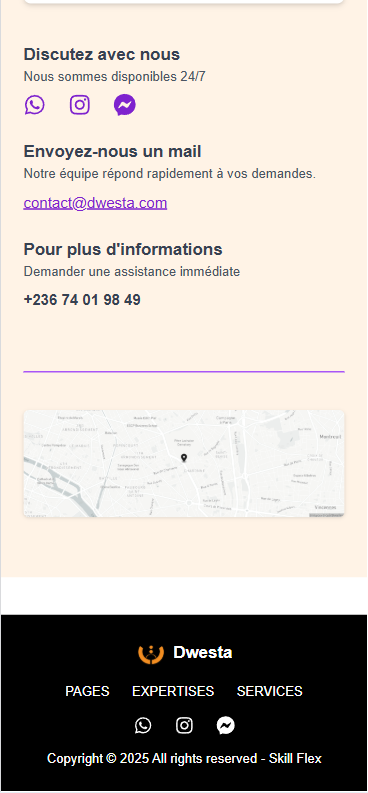 Discutez avec nous
Nous sommes disponibles 24/7
Envoyez-nous un mail
Notre équipe répond rapidement à vos demandes.
contact@dwesta.com
Pour plus d'informations
Demander une assistance immédiate
+236 74 01 98 49
Montreuil
Vincennes
Dwesta
PAGES EXPERTISES SERVICES
Copyright © 2025 All rights reserved - Skill Flex